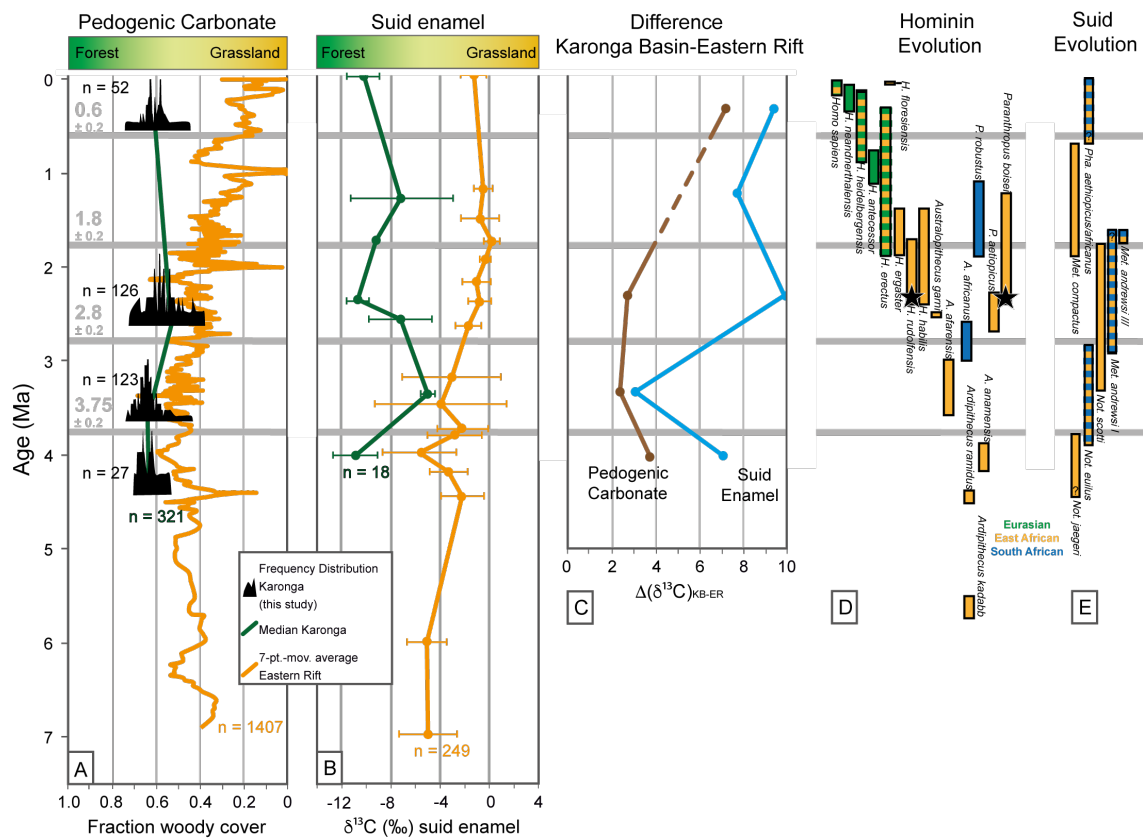 Pedogenic Carbonate
Suid enamel
Difference
Karonga Basin-Eastern Rift
Hominin
Evolution
Suid
Evolution
Forest
Grassland
Forest
Grassland
Age (Ma)
0
1
2
3
4
5
6
7
n = 52
0.6
± 0.2
1.8
± 0.2
n = 126
2.8
± 0.2
n = 123
3.75
± 0.2
n = 27
n = 321
n = 1407
Frequency Distribution
Karonga
(this study)
Median Karonga
7-pt.-mov. average
Eastern Rift
A
1.0
0.8
0.6
0.4
0.2
0
Fraction woody cover
n = 18
n = 249
B
-12
-8
-4
0
4
δ¹³C (‰) suid enamel
Pedogenic
Carbonate
Suid
Enamel
C
0
2
4
6
8
10
Δ(δ¹³C)KB-ER
Homo sapiens
H. neandnerthalensis
H. heidelbergensis
H. antecessor
H. erectus
H. floresiensis
H. ergaster
H. rudolfensis
H. habilis
Australopithecus garhi
A. afarensis
A. africanus
P. robustus
P. aetiopicus
Paranthropus boisei
A. anamensis
Ardipithecus ramidus
Ardipithecus kadabb
D
Eurasian
East African
South African
Pha. aethiopicus/africanus
Met. compactus
Met. andrewsi III
Met. andrewsi I
Not. scotti
Not. euilus
?
Not. jaegeri
E